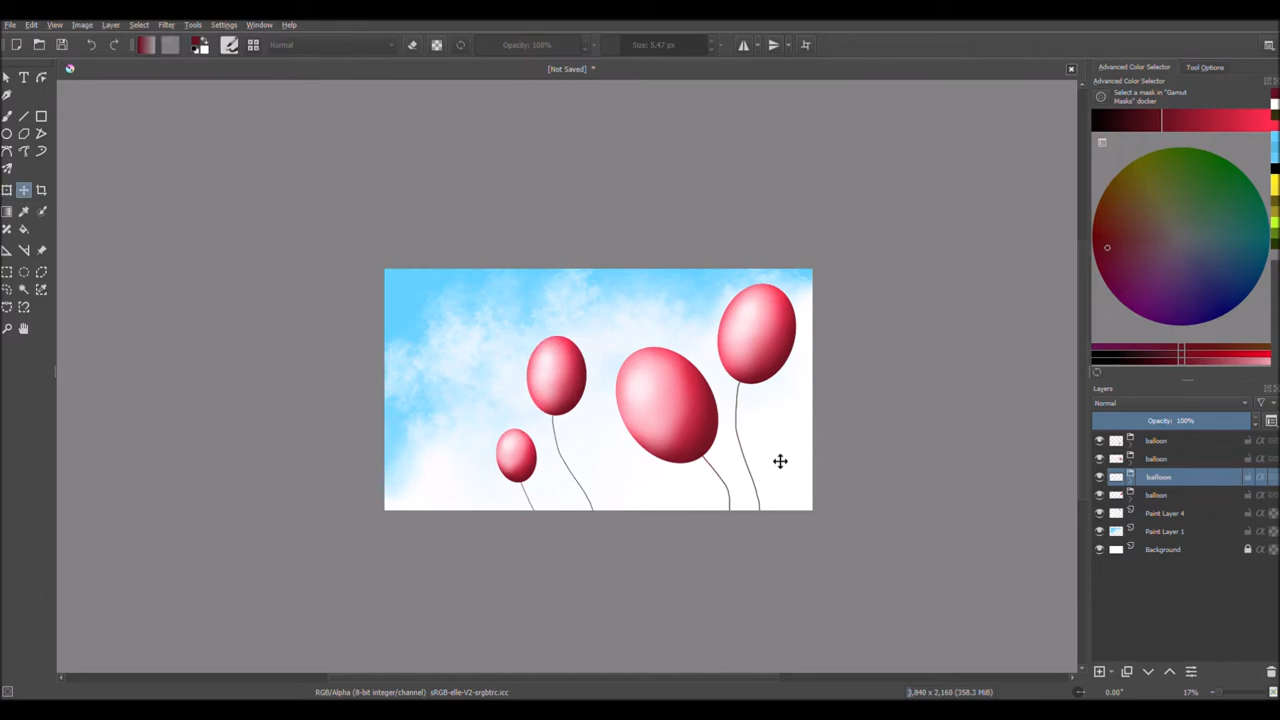 File Edit View Image Layer Select Filter Tools Settings Window Help
Normal Opacity: 100% Size: 5.47 px
[Not Saved] *
Advanced Color Selector Tool Options
Advanced Color Selector
Select a mask in "Gamut
Masks" docker
Layers
Normal
Opacity: 100%
balloon
balloon
balloon
balloon
Paint Layer 4
Paint Layer 1
Background
RGB/Alpha (8-bit integer/channel) sRGB-elle-V2-srgbtrc.icc 3,840 x 2,160 (358.3 MiB) 0.00° 17%